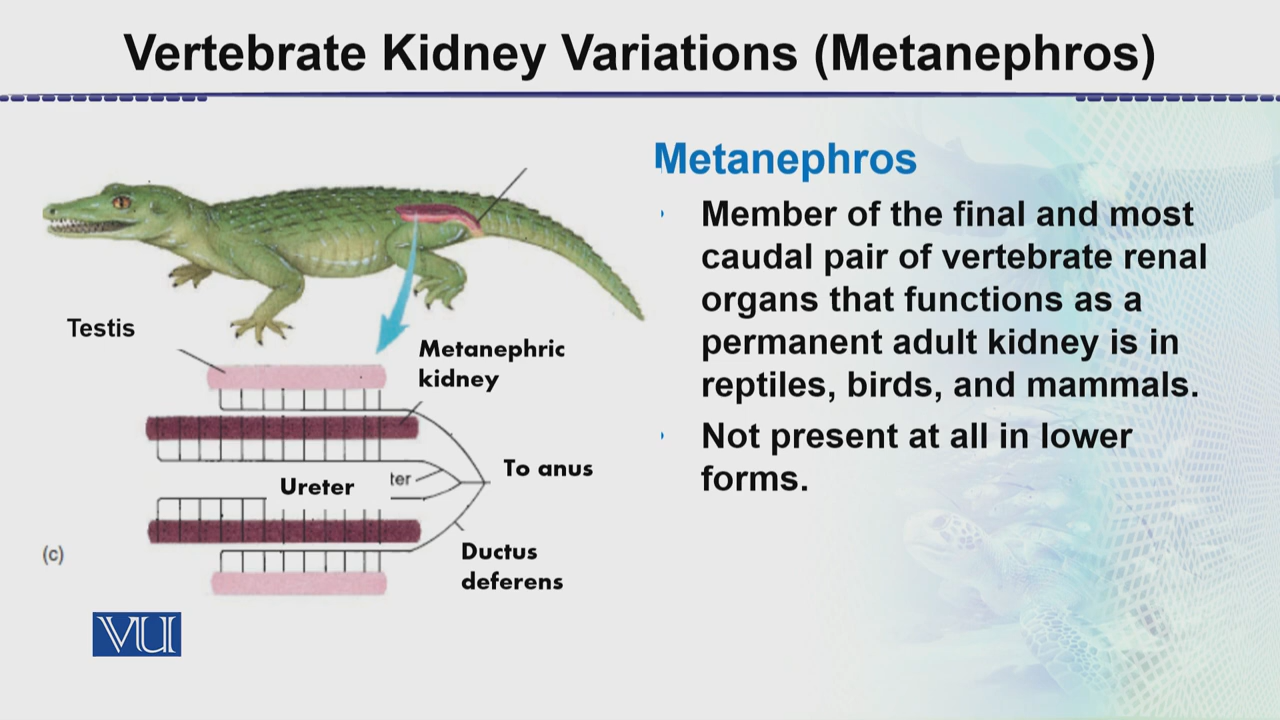 Vertebrate Kidney Variations (Metanephros)
Metanephros
Member of the final and most
caudal pair of vertebrate renal
organs that functions as a
permanent adult kidney is in
reptiles, birds, and mammals.
Not present at all in lower
forms.
Testis
Metanephric
kidney
To anus
Ureter
ter
Ductus
deferens
(c)
VU